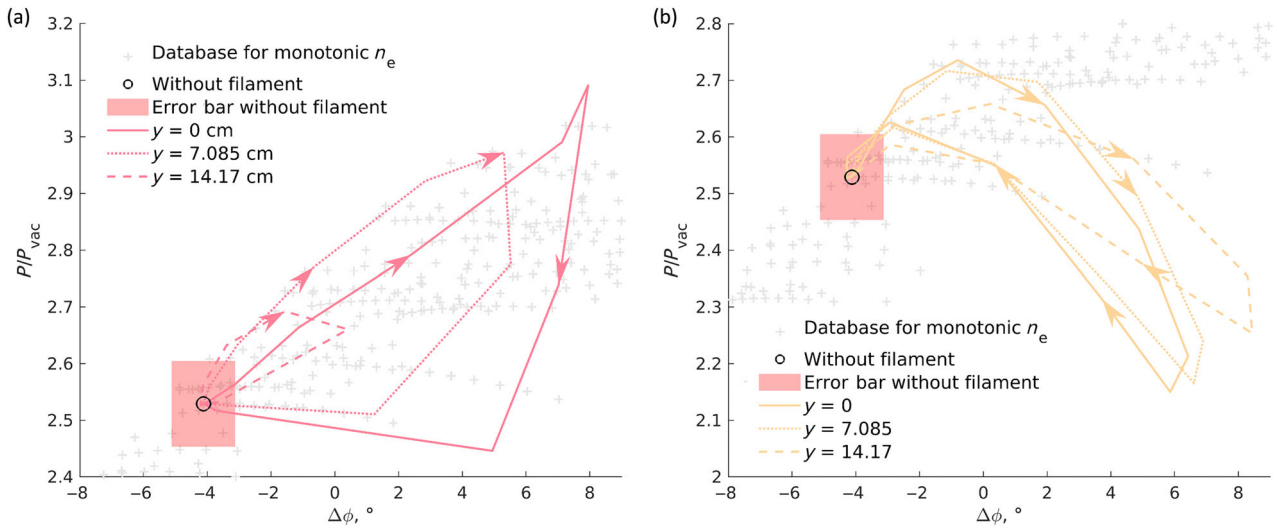 (a)
3.2
3.1
3
2.9
2.8
2.7
2.6
2.5
2.4
P/Pvac
Database for monotonic ne
Without filament
Error bar without filament
y = 0 cm
y = 7.085 cm
y = 14.17 cm
−8 −6 −4 −2 0 2 4 6 8
Δϕ, °
(b)
2.8
2.7
2.6
2.5
2.4
2.3
2.2
2.1
2
P/Pvac
Database for monotonic ne
Without filament
Error bar without filament
y = 0
y = 7.085
y = 14.17
−8 −6 −4 −2 0 2 4 6 8
Δϕ, °